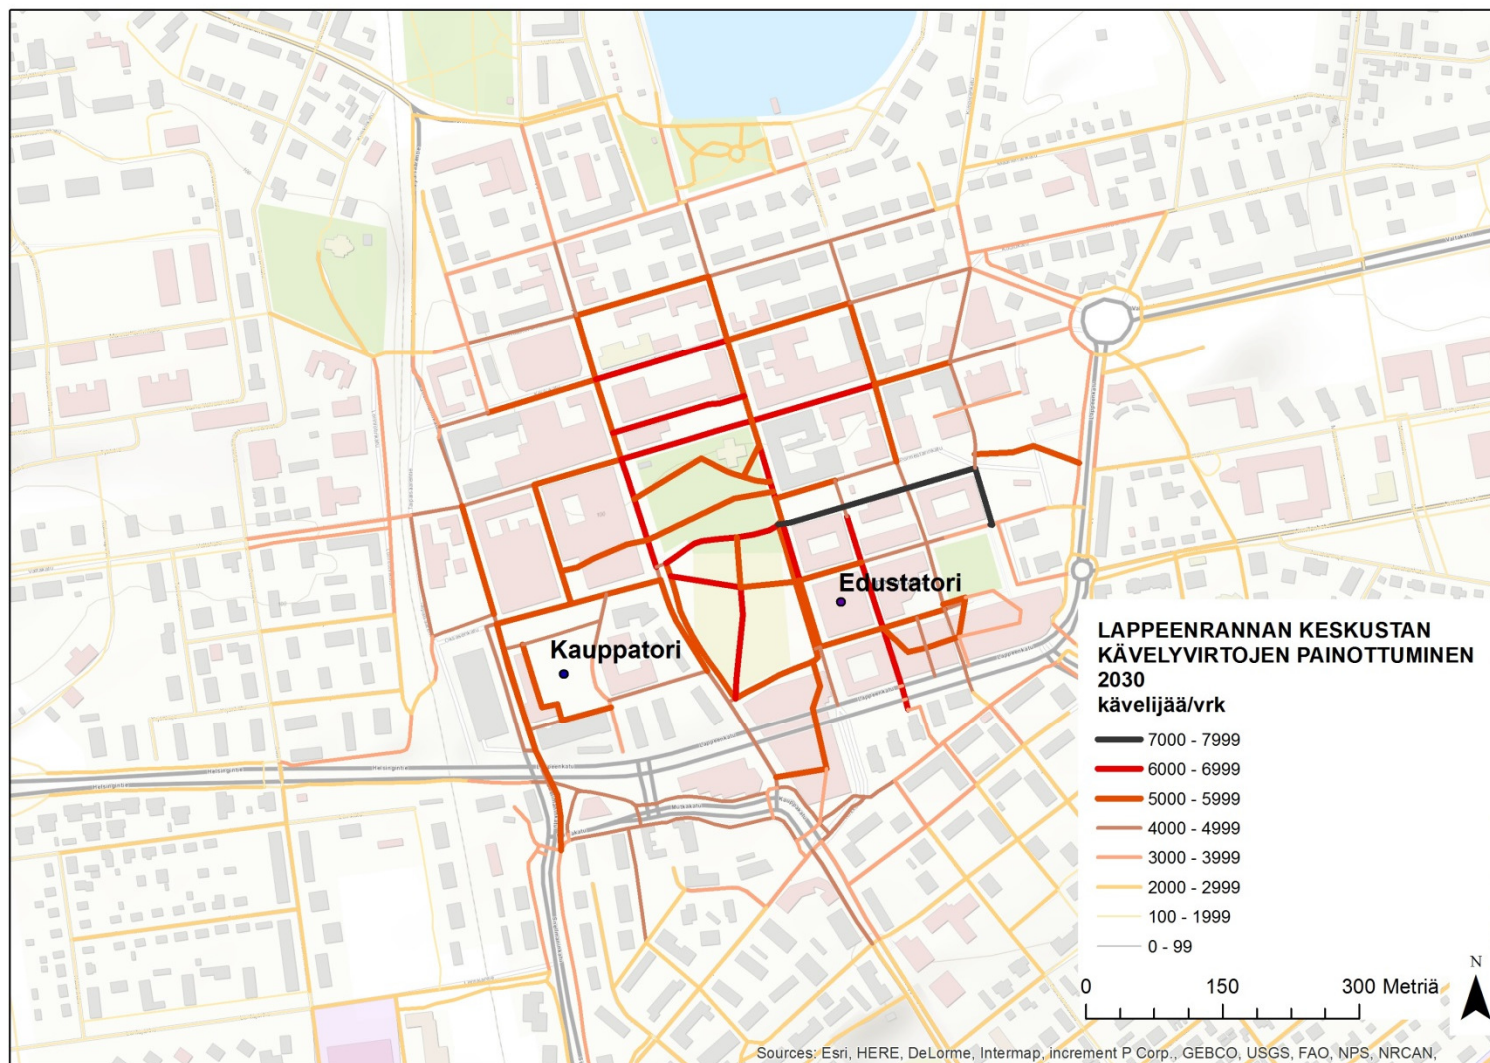 Edustatori
Kauppatori
LAPPEENRANNAN KESKUSTAN
KÄVELYVIRTOJEN PAINOTTUMINEN
2030
kävelijää/vrk
7000 - 7999
6000 - 6999
5000 - 5999
4000 - 4999
3000 - 3999
2000 - 2999
100 - 1999
0 - 99
N
0 150 300 Metriä
Sources: Esri, HERE, DeLorme, Intermap, increment P Corp., GEBCO, USGS, FAO, NPS, NRCAN,